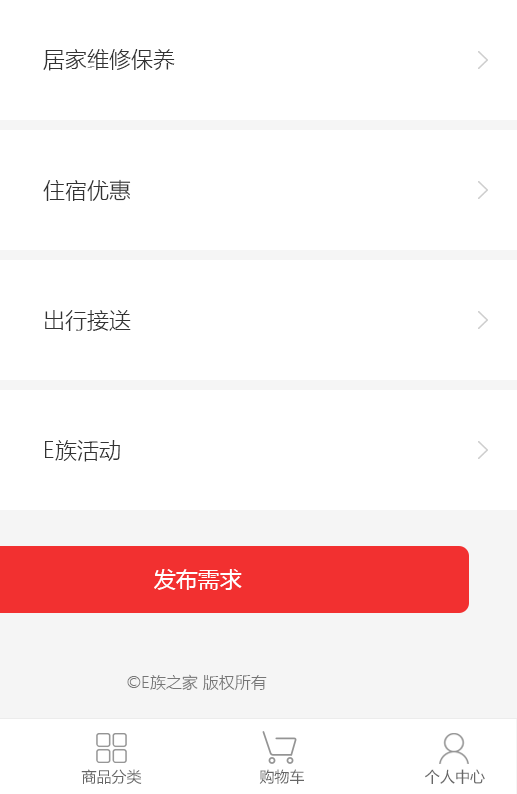 居家维修保养
住宿优惠
出行接送
E族活动
发布需求
©E族之家 版权所有
商品分类 购物车 个人中心